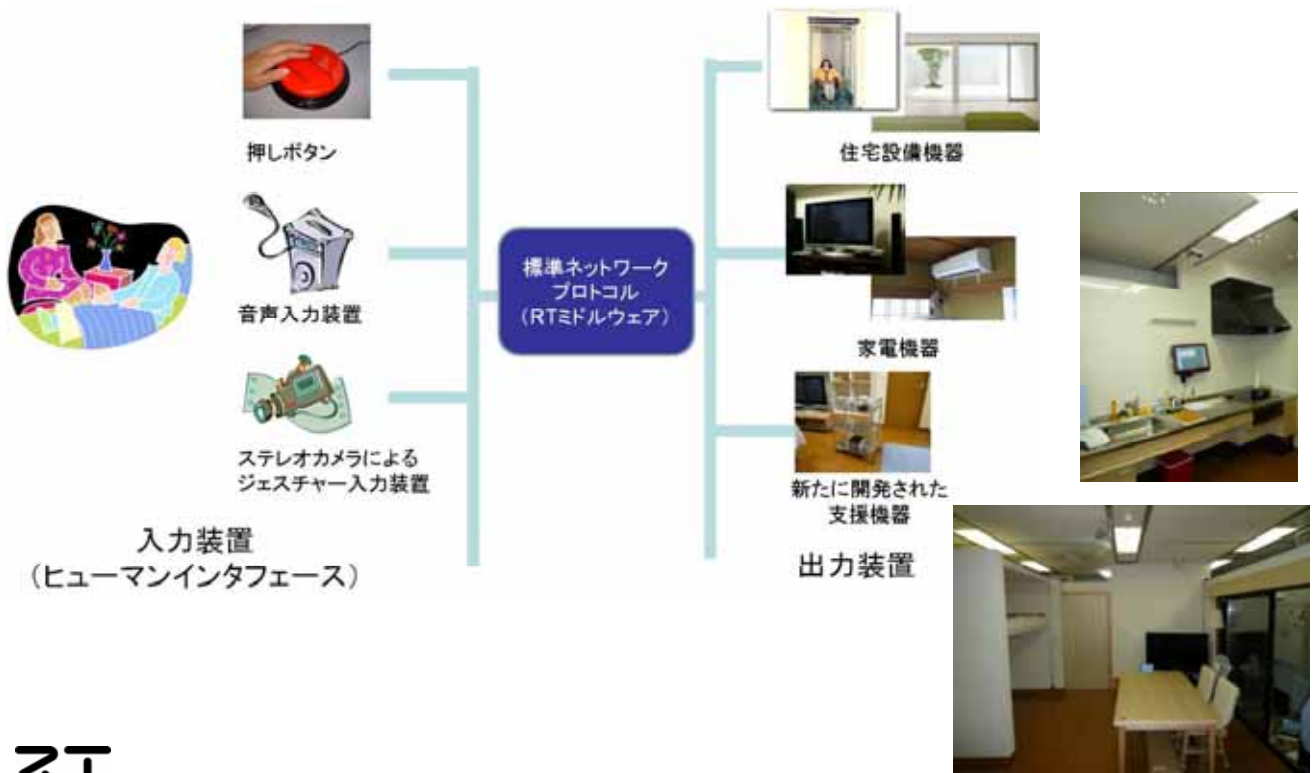 押しボタン
音声入力装置
ステレオカメラによる
ジェスチャー入力装置
入力装置
（ヒューマンインタフェース）
標準ネットワーク
プロトコル
（RTミドルウェア）
住宅設備機器
家電機器
新たに開発された
支援機器
出力装置